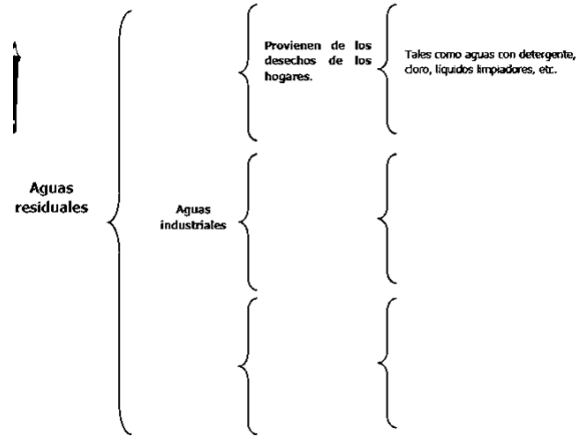 Provienen de los
desechos de los
hogares.
Tales como aguas con detergente,
cloro, líquidos limpiadores, etc.
Aguas
residuales
Aguas
industriales